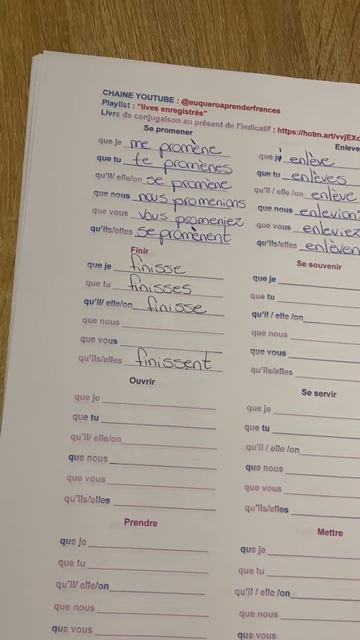 CHAINE YOUTUBE : @euqueroaprenderfrances
Playlist : "lives enregistrés"
Livre de conjugaison au présent de l'indicatif : https://hotm.art/vvjEXc
Se promener
que je me promène
que tu te promènes
qu'il/ elle/on se promène
que nous nous promenions
que vous vous promeniez
qu'ils/elles se promènent
Finir
que je finisse
que tu finisses
qu'il/ elle/on finisse
que nous
que vous
qu'ils/elles finissent
Ouvrir
que je
que tu
qu'il/ elle/on
que nous
que vous
qu'ils/elles
Prendre
que je
que tu
qu'il/ elle/on
que nous
que vous
Enleve
que j' enlève
que tu enlèves
qu'il / elle /on enlève
que nous enlevions
que vous enleviez
qu'ils/elles enlèven
Se souvenir
que je
que tu
qu'il / elle /on
que nous
que vous
qu'ils/elles
Se servir
que je
que tu
qu'il / elle /on
que nous
que vous
qu'ils/elles
Mettre
que je
que tu
qu'il / elle /on
que nous
que vous